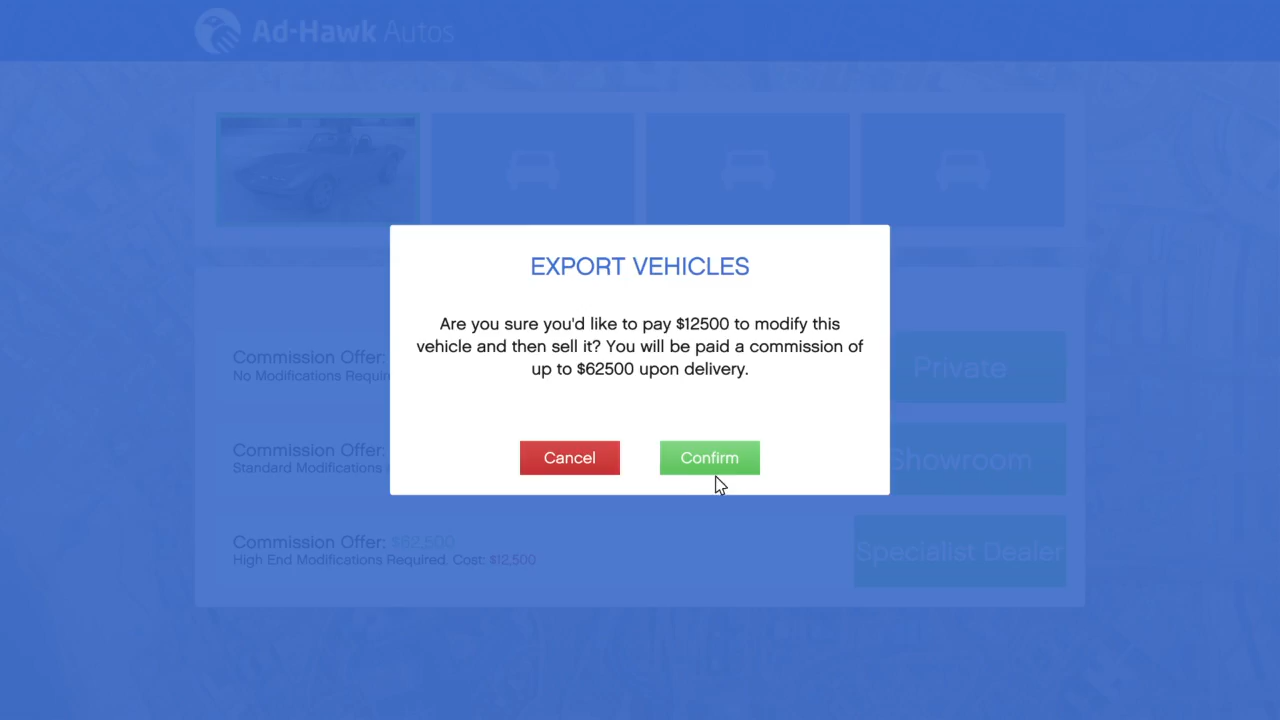 Ad-Hawk Autos
EXPORT VEHICLES
Are you sure you'd like to pay $12500 to modify this
vehicle and then sell it? You will be paid a commission of
up to $62500 upon delivery.
Cancel
Confirm
Commission Offer:
No Modifications
Private
Commission Offer:
Standard Modifications
Showroom
Commission Offer: $62,500
High End Modifications Required, Cost: $12,500
Specialist Dealer